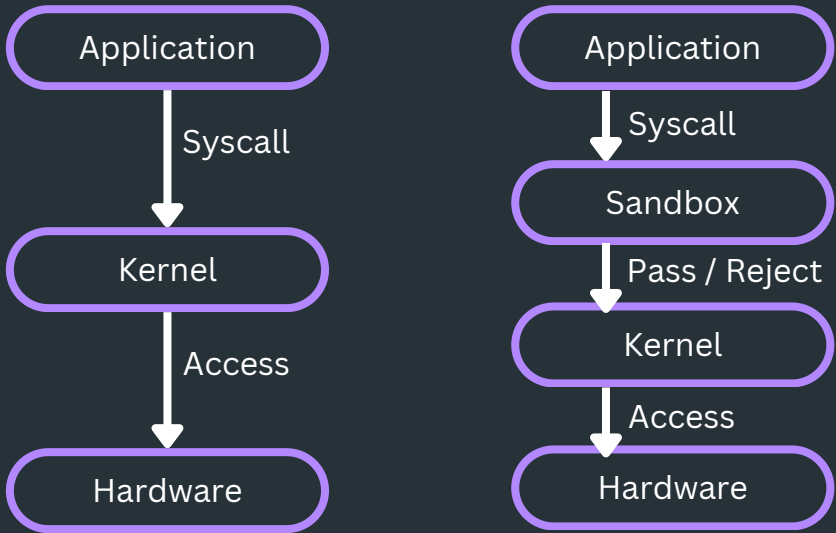 Application
Syscall
Kernel
Access
Hardware
Application
Syscall
Sandbox
Pass / Reject
Kernel
Access
Hardware